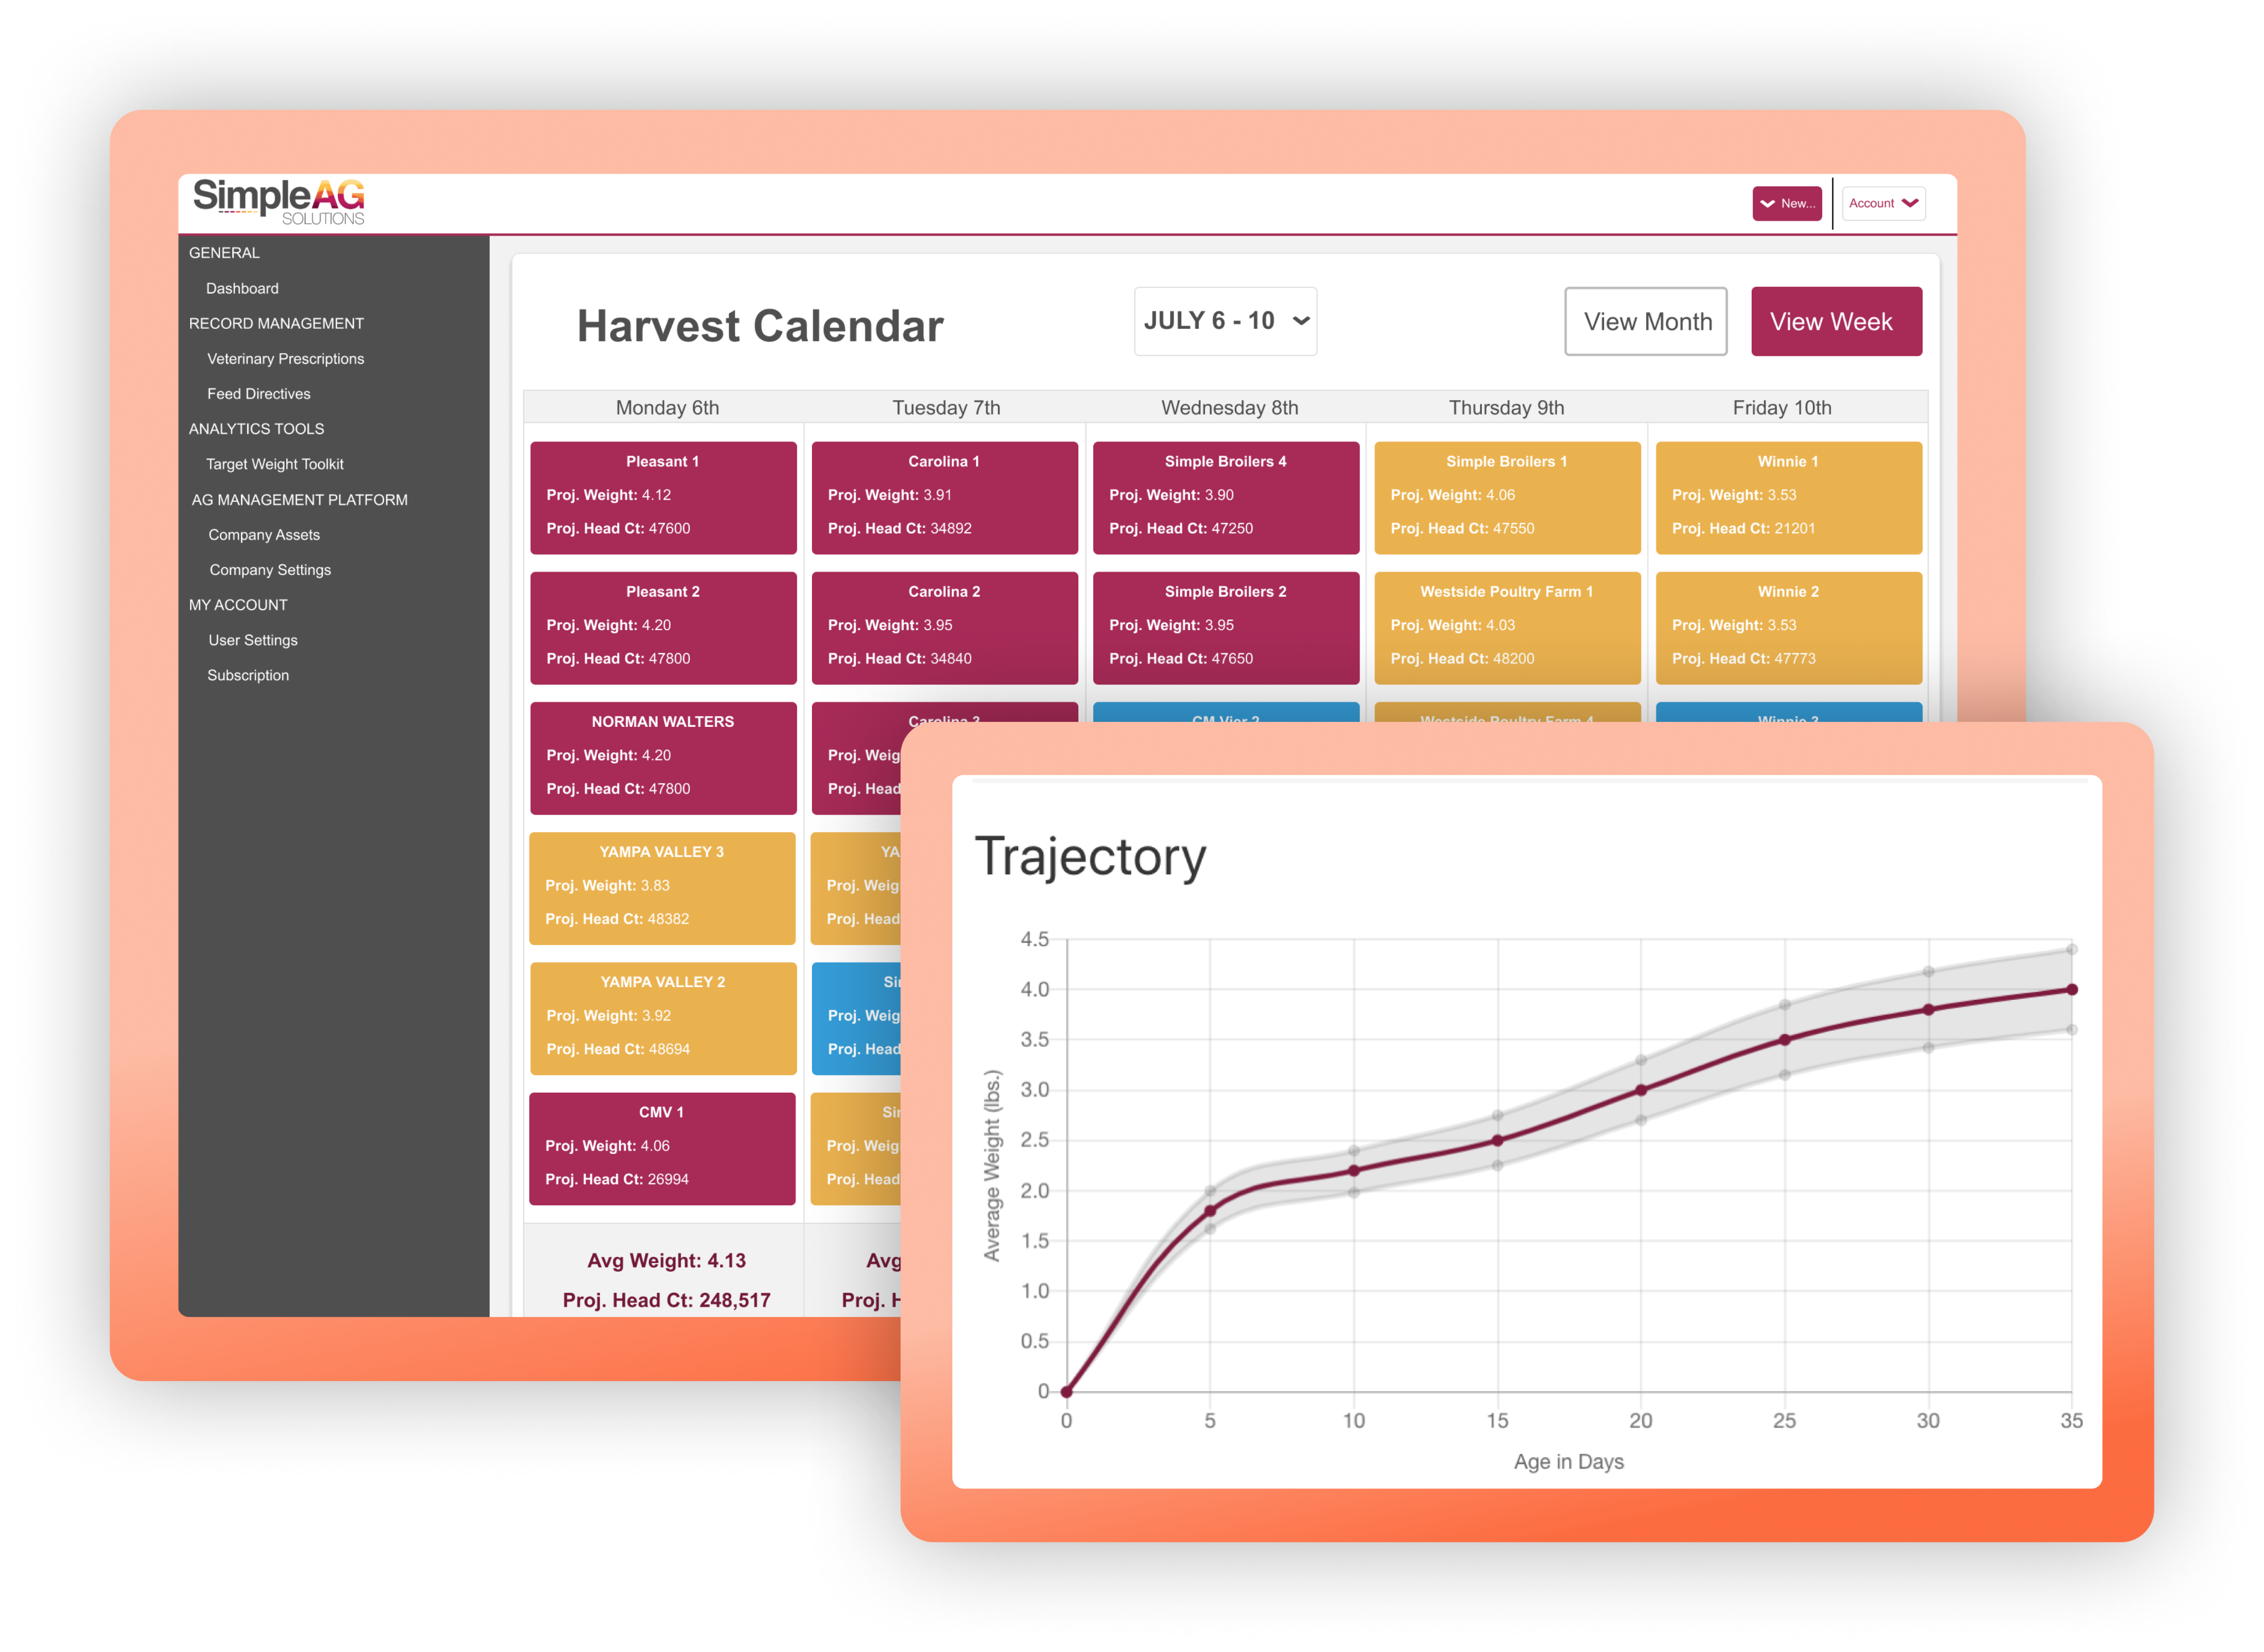 SimpleAG
SOLUTIONS
New...
Account
GENERAL
Dashboard
RECORD MANAGEMENT
Veterinary Prescriptions
Feed Directives
ANALYTICS TOOLS
Target Weight Toolkit
AG MANAGEMENT PLATFORM
Company Assets
Company Settings
MY ACCOUNT
User Settings
Subscription
Harvest Calendar
JULY 6 - 10
View Month
View Week
Monday 6th
Tuesday 7th
Wednesday 8th
Thursday 9th
Friday 10th
Pleasant 1
Proj. Weight: 4.12
Proj. Head Ct: 47600
Carolina 1
Proj. Weight: 3.91
Proj. Head Ct: 34892
Simple Broilers 4
Proj. Weight: 3.90
Proj. Head Ct: 47250
Simple Broilers 1
Proj. Weight: 4.06
Proj. Head Ct: 47550
Winnie 1
Proj. Weight: 3.53
Proj. Head Ct: 21201
Pleasant 2
Proj. Weight: 4.20
Proj. Head Ct: 47800
Carolina 2
Proj. Weight: 3.95
Proj. Head Ct: 34840
Simple Broilers 2
Proj. Weight: 3.95
Proj. Head Ct: 47650
Westside Poultry Farm 1
Proj. Weight: 4.03
Proj. Head Ct: 48200
Winnie 2
Proj. Weight: 3.53
Proj. Head Ct: 47773
NORMAN WALTERS
Proj. Weight: 4.20
Proj. Head Ct: 47800
Carolina 3
Proj. Weig
Proj. Head
CM Vier 2
Westside Poultry Farm 4
Winnie 3
YAMPA VALLEY 3
Proj. Weight: 3.83
Proj. Head Ct: 48382
YA
Proj. Weig
Proj. Head
YAMPA VALLEY 2
Proj. Weight: 3.92
Proj. Head Ct: 48694
Si
Proj. Weig
Proj. Head
CMV 1
Proj. Weight: 4.06
Proj. Head Ct: 26994
Si
Proj. Weig
Proj. Head
Avg Weight: 4.13
Proj. Head Ct: 248,517
Avg
Proj. H
Trajectory
Average Weight (lbs.)
4.5
4.0
3.5
3.0
2.5
2.0
1.5
1.0
0.5
0
0 5 10 15 20 25 30 35
Age in Days